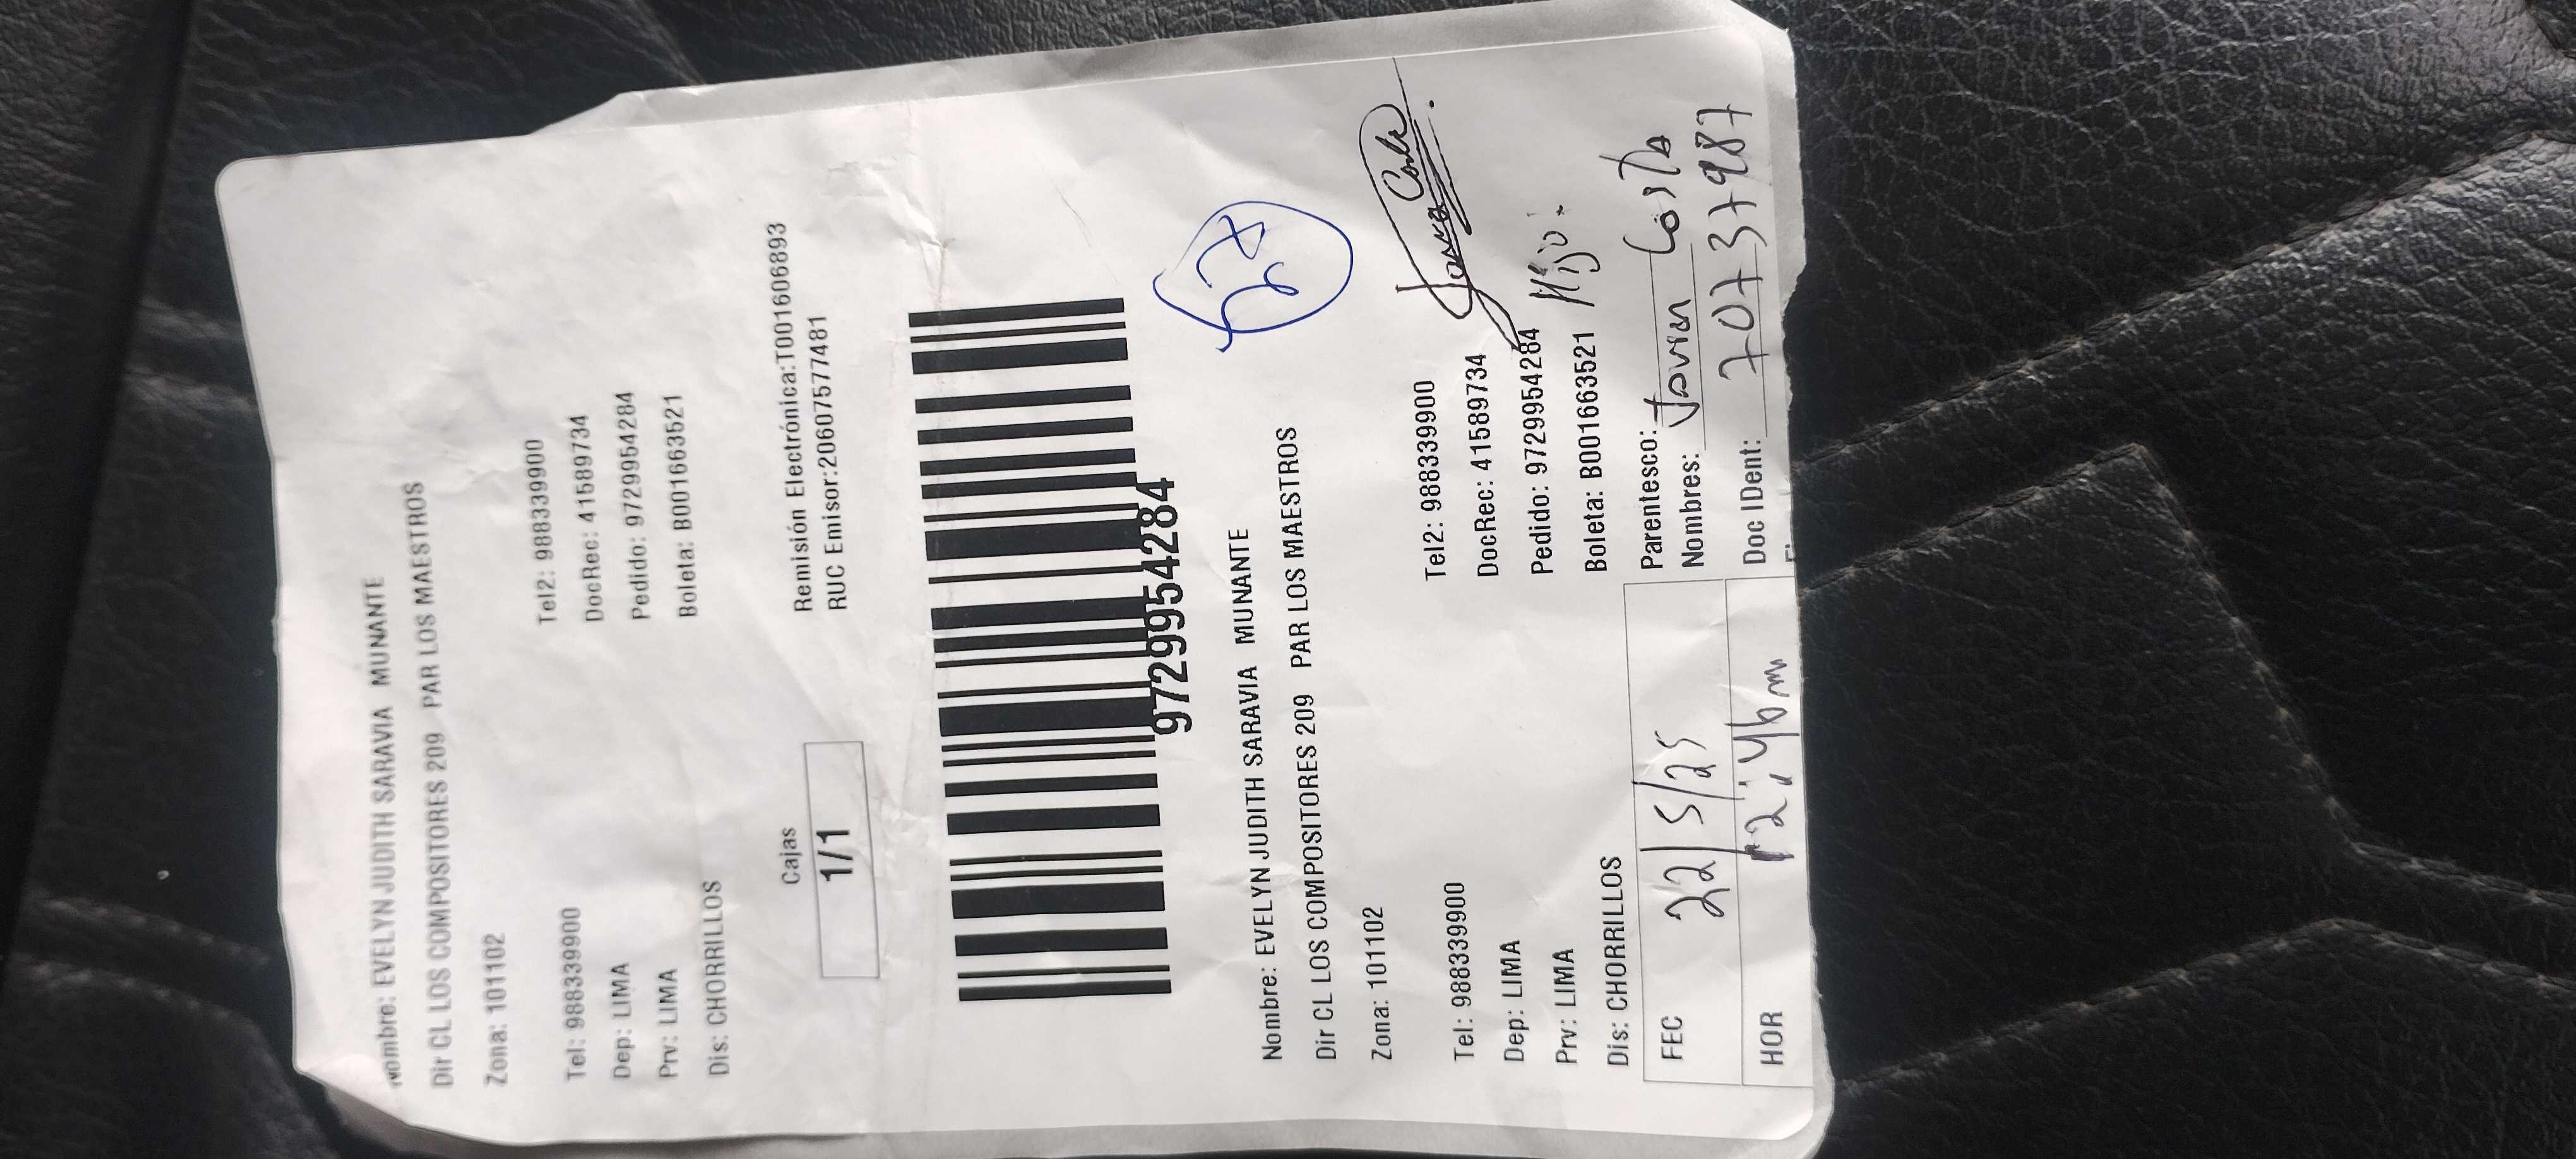 Nombre: EVELYN JUDITH SARAVIA MUNANTE
Dir CL LOS COMPOSITORES 209 PAR LOS MAESTROS
Zona: 101102
Tel: 988339900 Tel2: 988339900
Dep: LIMA DocRec: 41589734
Prv: LIMA Pedido: 9729954284
Dis: CHORRILLOS Boleta: B001663521
Cajas Remisión Electrónica:T001606893
1/1 RUC Emisor:20607577481
9729954284
Nombre: EVELYN JUDITH SARAVIA MUNANTE
Dir CL LOS COMPOSITORES 209 PAR LOS MAESTROS
Zona: 101102
Tel: 988339900 Tel2: 988339900
Dep: LIMA DocRec: 41589734
Prv: LIMA Pedido: 9729954284
Dis: CHORRILLOS Boleta: B001663521 Hijo.
FEC 22/5/25 Parentesco:
Nombres: Javier Costa
HOR 12:46 m Doc IDent: 70737987